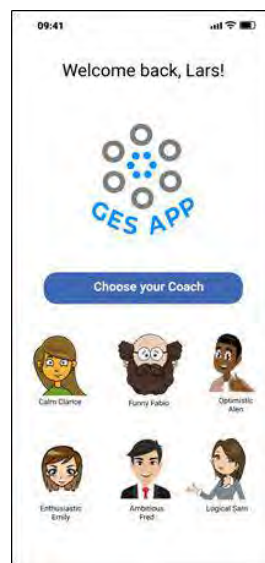 09:41
Welcome back, Lars!
GES APP
Choose your Coach
Calm Clarice
Funny Fabio
Optimistic
Alen
Enthusiastic
Emily
Ambitious
Fred
Logical Sam